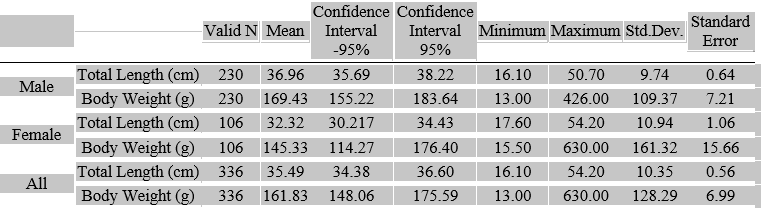 Valid N Mean Confidence Interval -95% Confidence Interval 95% Minimum Maximum Std.Dev. Standard Error
Male Total Length (cm) 230 36.96 35.69 38.22 16.10 50.70 9.74 0.64
Body Weight (g) 230 169.43 155.22 183.64 13.00 426.00 109.37 7.21
Female Total Length (cm) 106 32.32 30.217 34.43 17.60 54.20 10.94 1.06
Body Weight (g) 106 145.33 114.27 176.40 15.50 630.00 161.32 15.66
All Total Length (cm) 336 35.49 34.38 36.60 16.10 54.20 10.35 0.56
Body Weight (g) 336 161.83 148.06 175.59 13.00 630.00 128.29 6.99